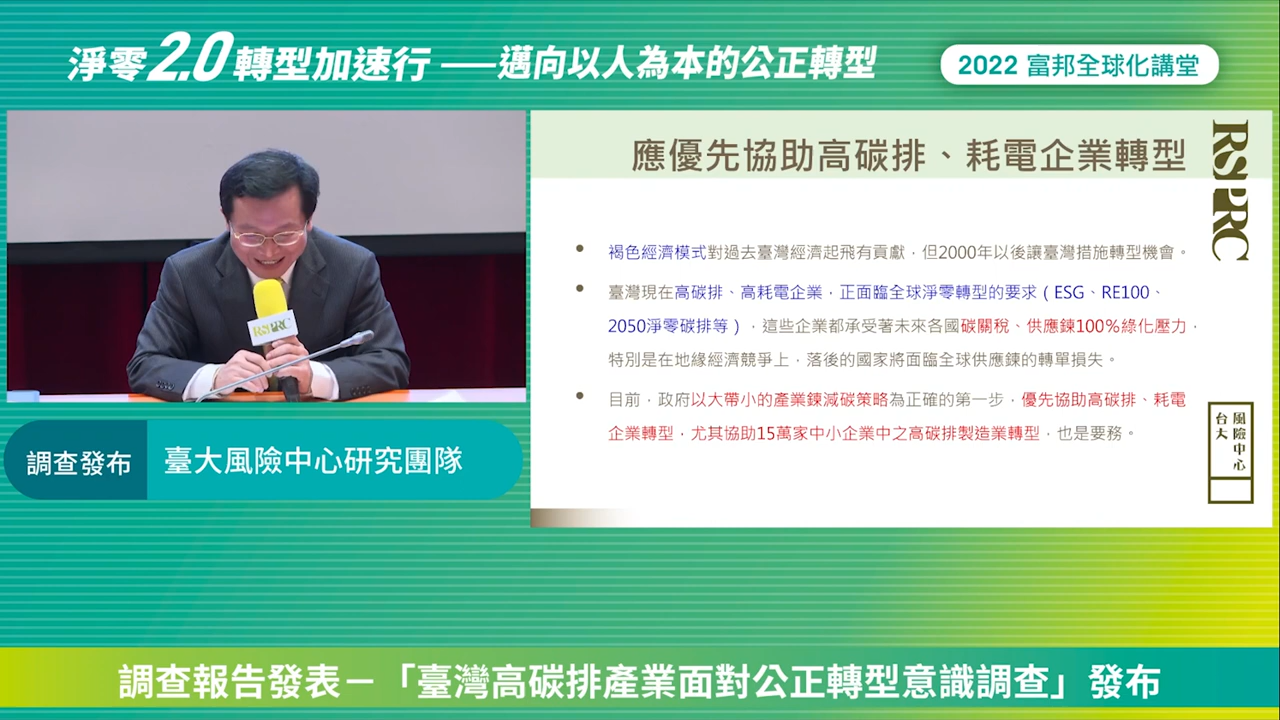 淨零2.0轉型加速行——邁向以人為本的公正轉型
2022 富邦全球化講堂
應優先協助高碳排、耗電企業轉型
RSPRC
• 褐色經濟模式對過去臺灣經濟起飛有貢獻，但2000年以後讓臺灣措施轉型機會。
• 臺灣現在高碳排、高耗電企業，正面臨全球淨零轉型的要求（ESG、RE100、
2050淨零碳排等），這些企業都承受著未來各國碳關稅、供應鍊100%綠化壓力，
特別是在地緣經濟競爭上，落後的國家將面臨全球供應鍊的轉單損失。
• 目前，政府以大帶小的產業鍊減碳策略為正確的第一步，優先協助高碳排、耗電
企業轉型，尤其協助15萬家中小企業中之高碳排製造業轉型，也是要務。
台大
風險中心
RSPRC
調查發布
臺大風險中心研究團隊
調查報告發表－「臺灣高碳排產業面對公正轉型意識調查」發布